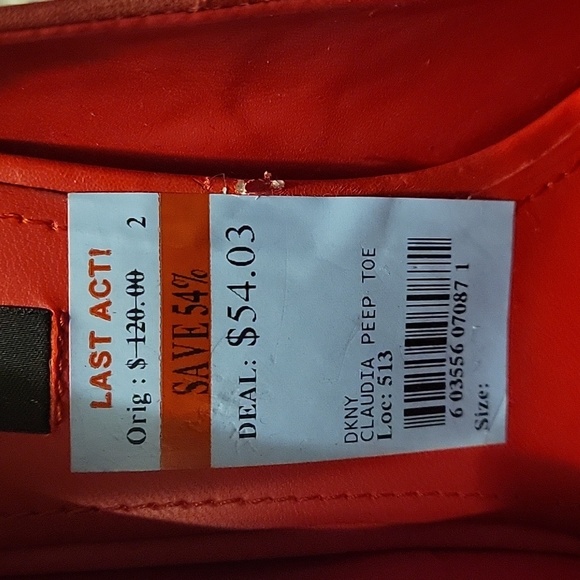 LAST ACT!
Orig : $ 120.00 2
SAVE 54%
DEAL: $54.03
DKNY
CLAUDIA PEEP TOE
Loc: 513
6 03556 07087 1
Size: